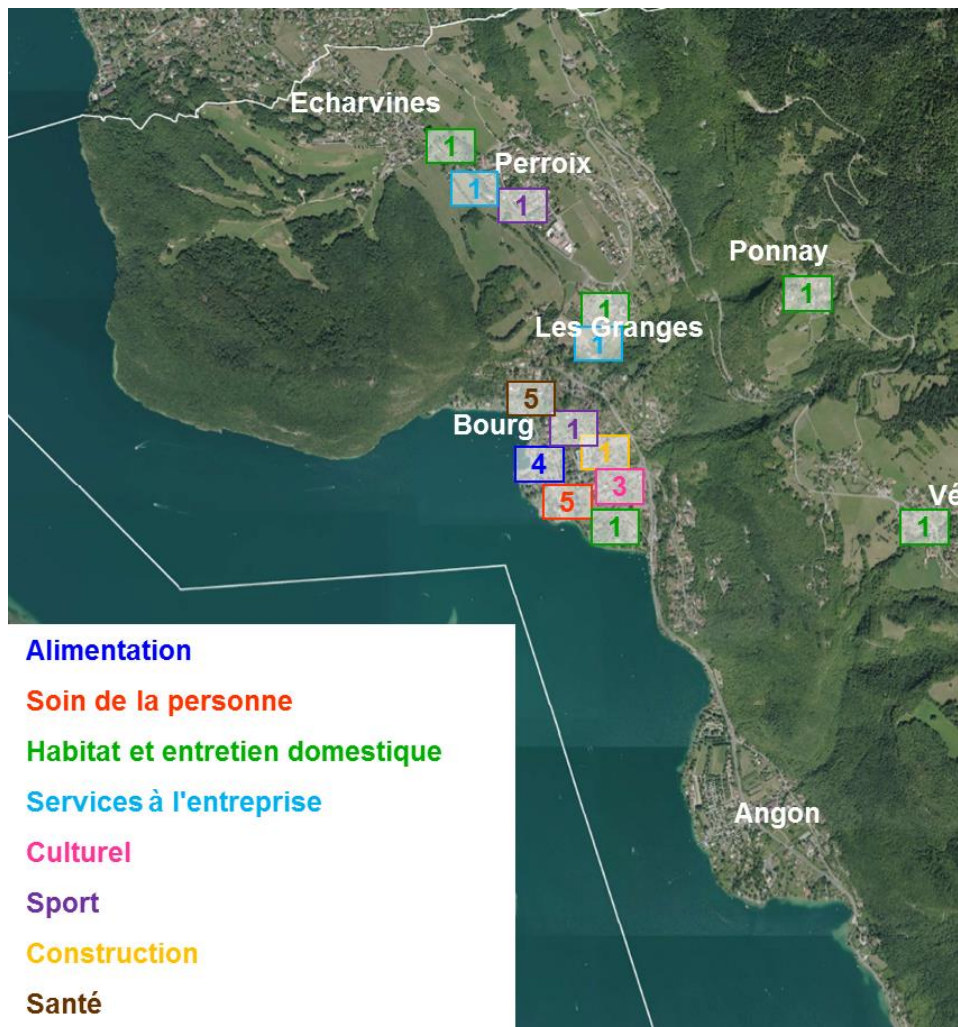 Echarvines
1
Perroix
1
1
Ponnay
1
1
Les Granges
1
5
Bourg
1
1
4
3
5
1
Vé
1
Alimentation
Soin de la personne
Habitat et entretien domestique
Services à l'entreprise
Culturel
Sport
Construction
Santé
Angon